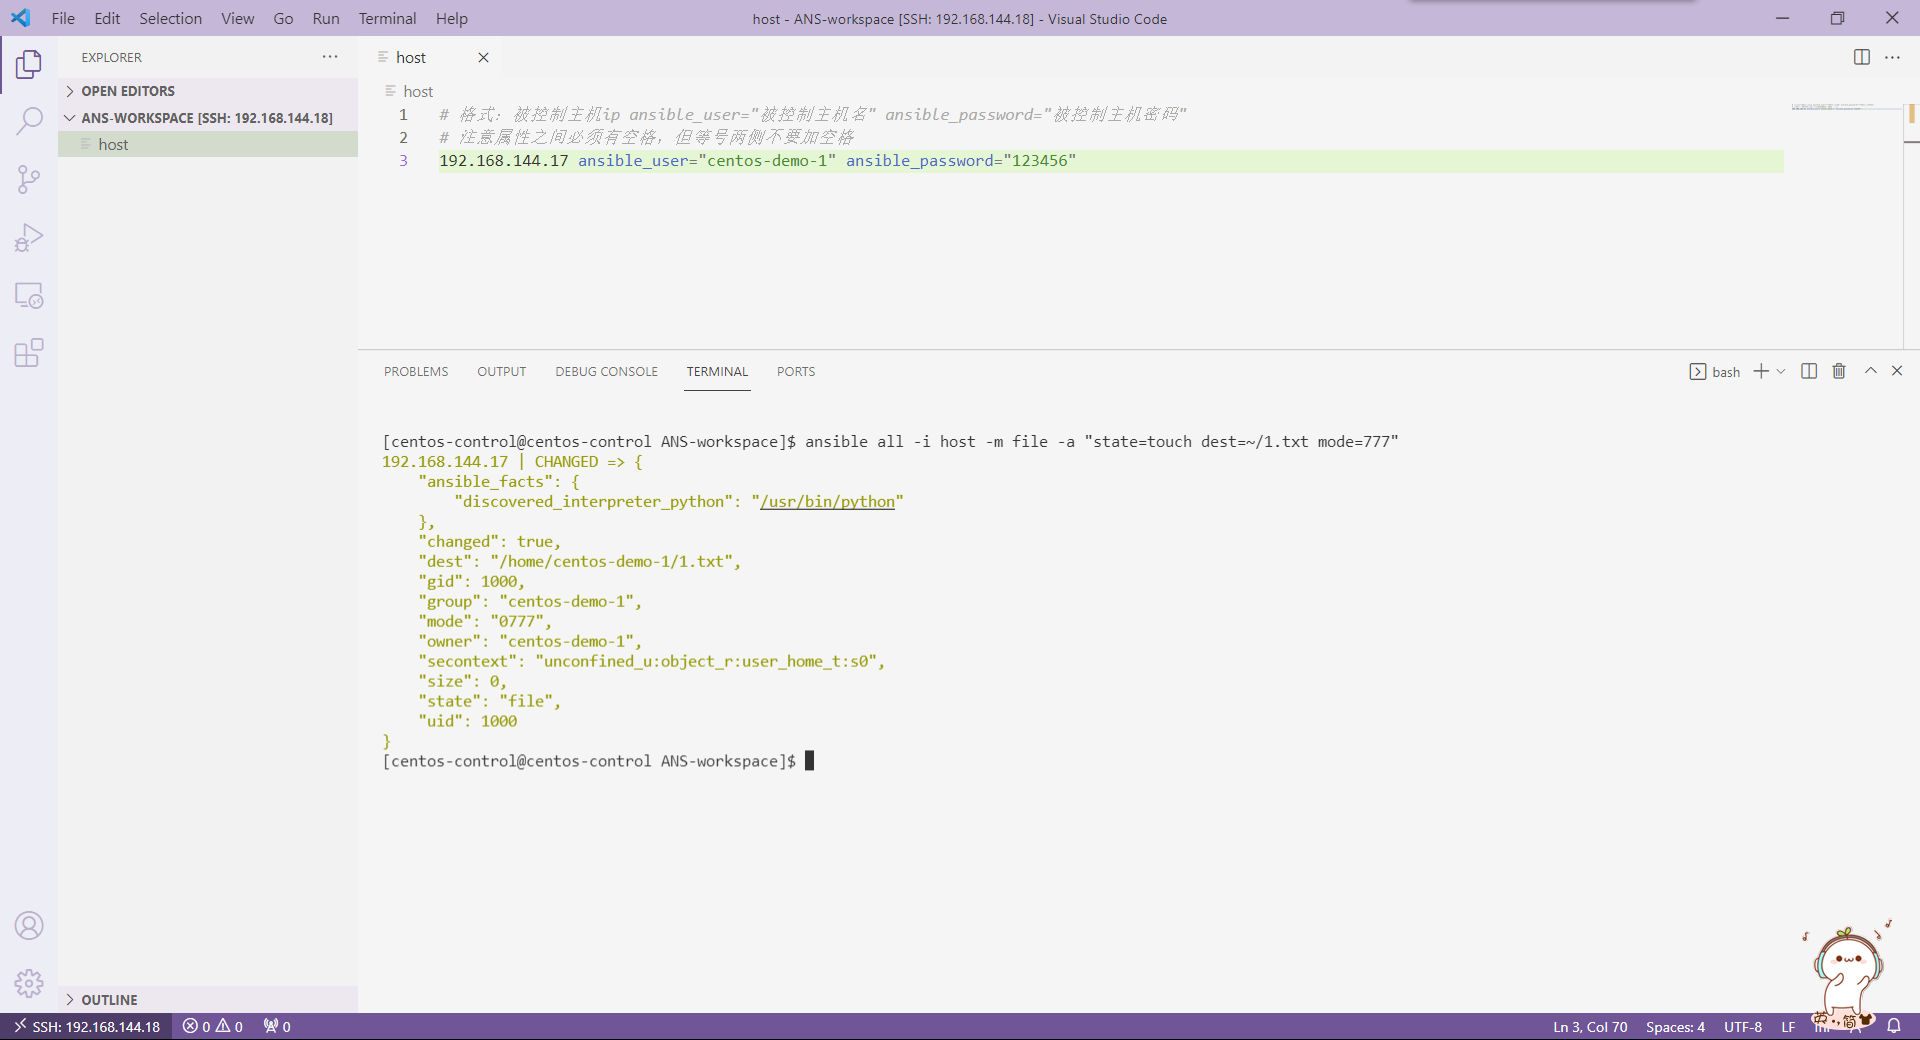 File Edit Selection View Go Run Terminal Help
host - ANS-workspace [SSH: 192.168.144.18] - Visual Studio Code
EXPLORER
OPEN EDITORS
ANS-WORKSPACE [SSH: 192.168.144.18]
host
host
host
1 # 格式：被控制主机ip ansible_user="被控制主机名" ansible_password="被控制主机密码"
2 # 注意属性之间必须有空格，但等号两侧不要加空格
3 192.168.144.17 ansible_user="centos-demo-1" ansible_password="123456"
PROBLEMS OUTPUT DEBUG CONSOLE TERMINAL PORTS
bash
[centos-control@centos-control ANS-workspace]$ ansible all -i host -m file -a "state=touch dest=~/1.txt mode=777"
192.168.144.17 | CHANGED => {
"ansible_facts": {
"discovered_interpreter_python": "/usr/bin/python"
},
"changed": true,
"dest": "/home/centos-demo-1/1.txt",
"gid": 1000,
"group": "centos-demo-1",
"mode": "0777",
"owner": "centos-demo-1",
"secontext": "unconfined_u:object_r:user_home_t:s0",
"size": 0,
"state": "file",
"uid": 1000
}
[centos-control@centos-control ANS-workspace]$
OUTLINE
SSH: 192.168.144.18 0 0 0
Ln 3, Col 70 Spaces: 4 UTF-8 LF
英 简